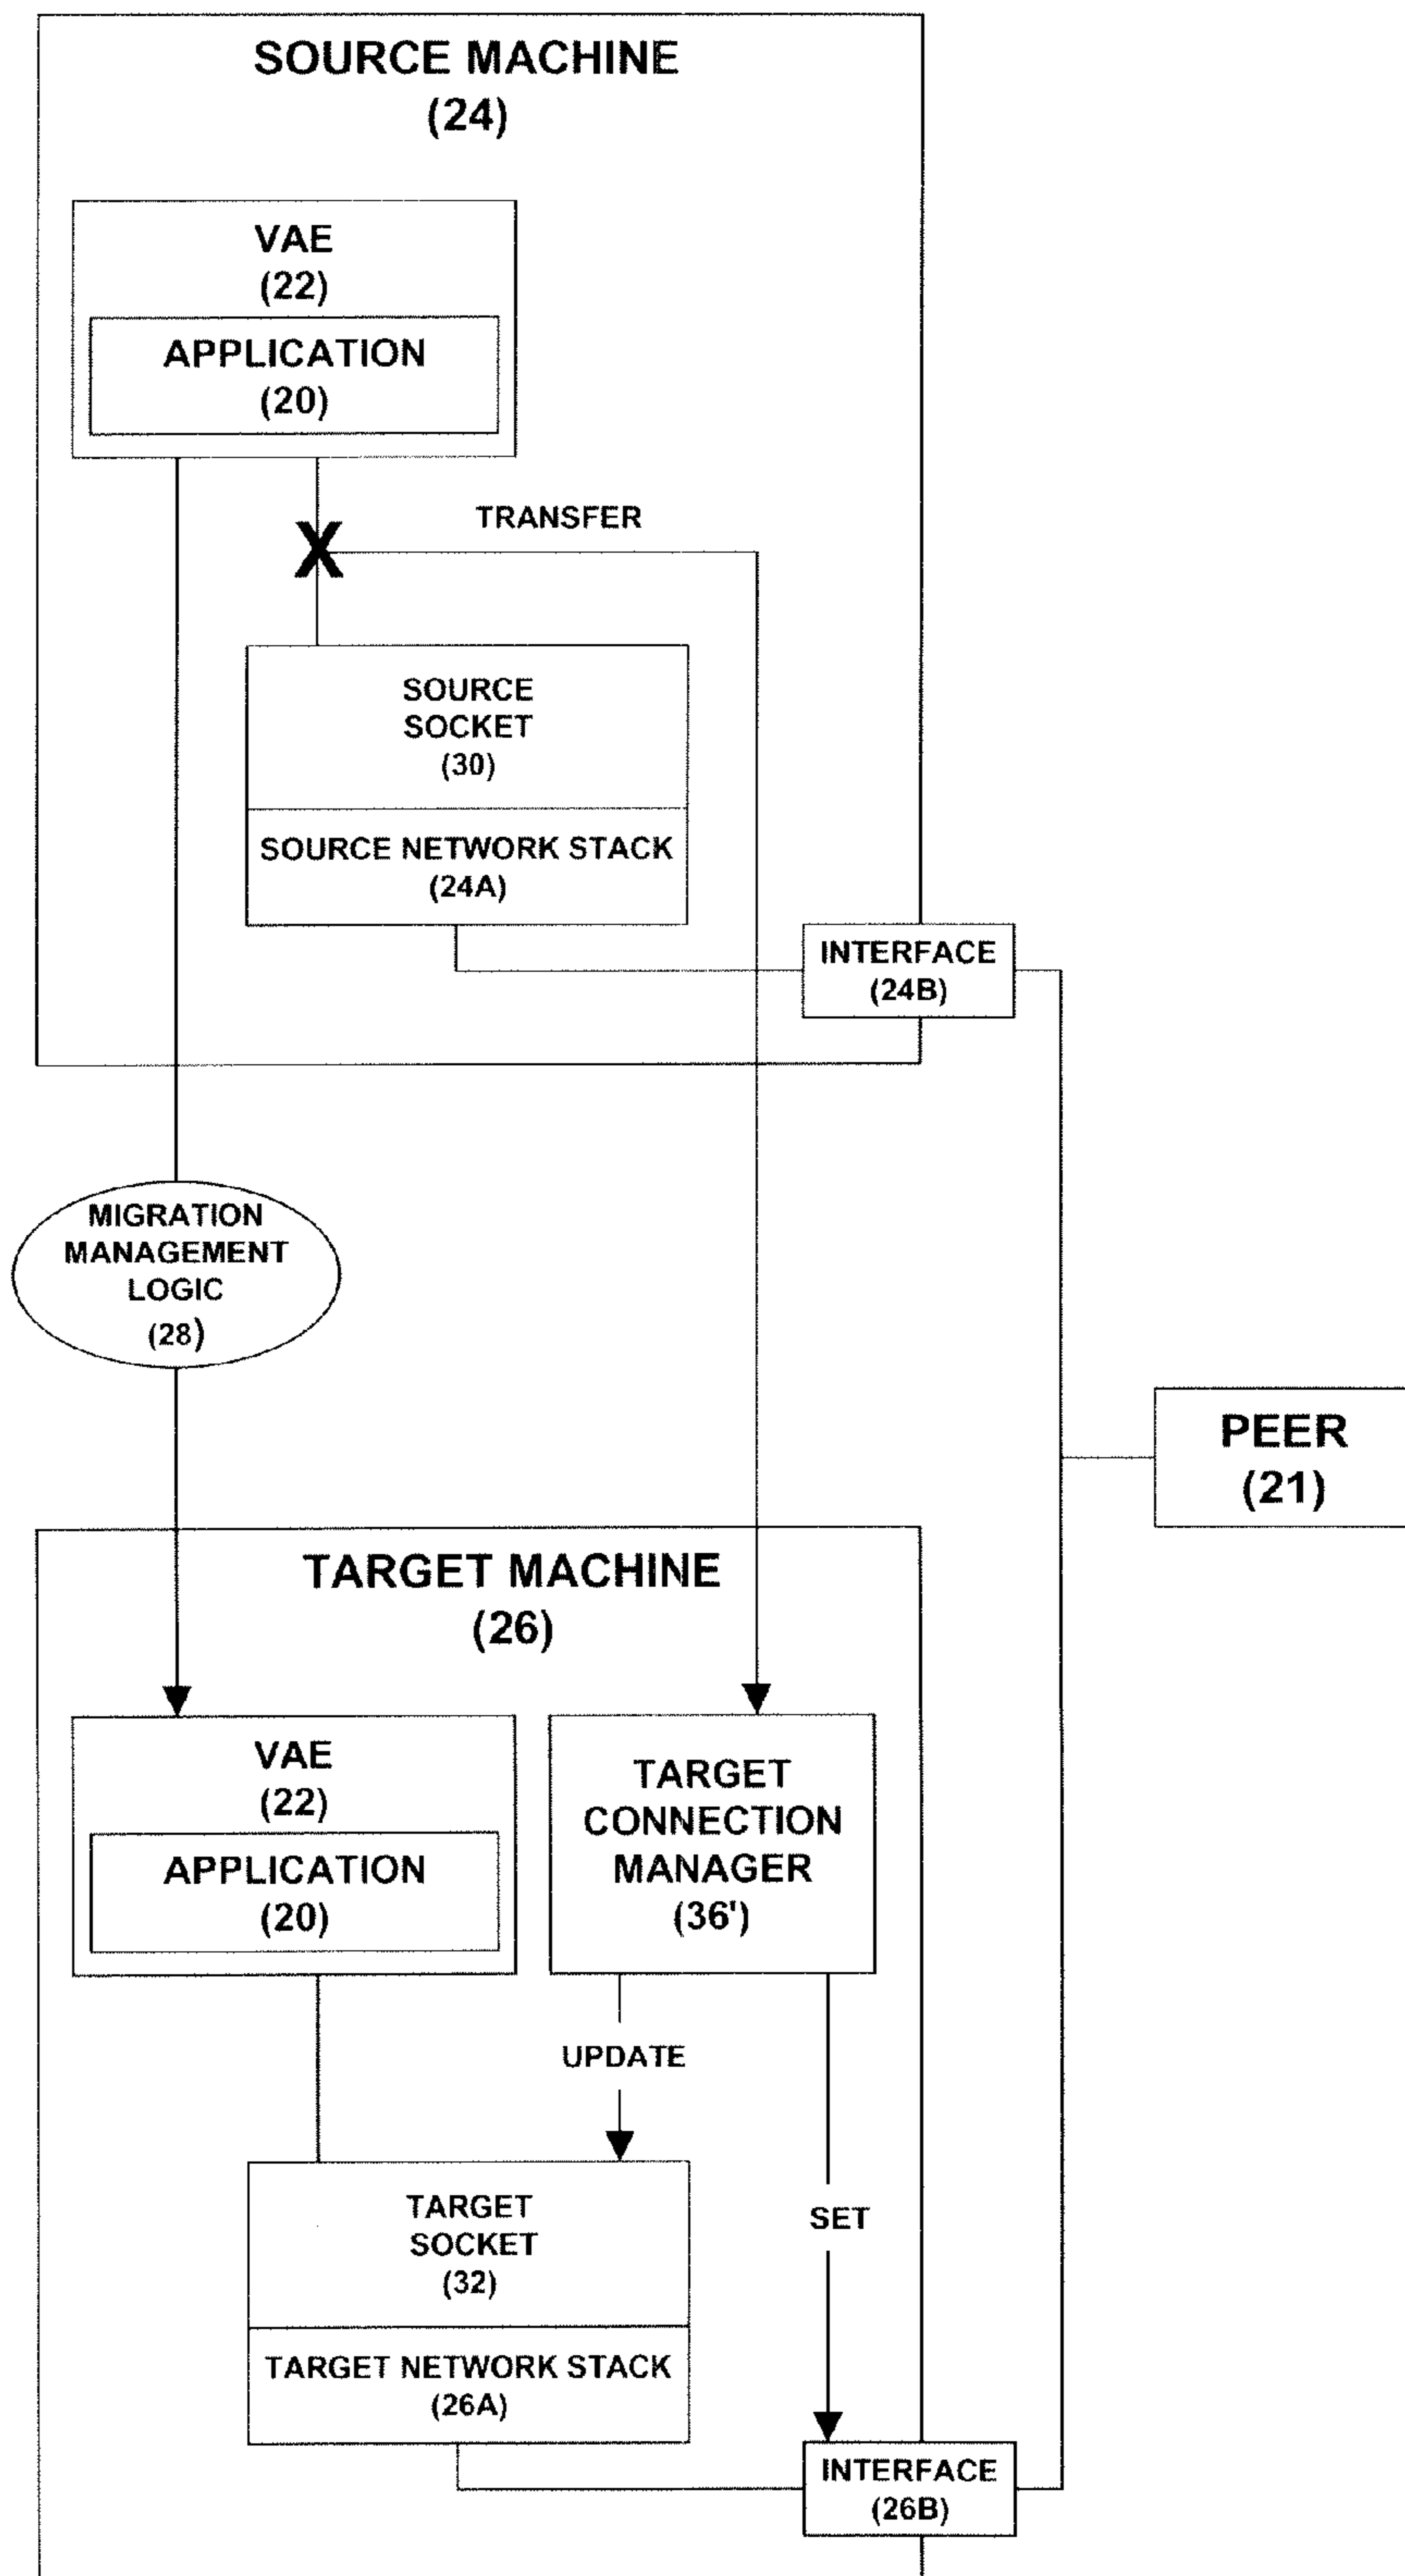 SOURCE MACHINE
(24)
VAE
(22)
APPLICATION
(20)
TRANSFER
X
SOURCE
SOCKET
(30)
SOURCE NETWORK STACK
(24A)
INTERFACE
(24B)
MIGRATION
MANAGEMENT
LOGIC
(28)
PEER
(21)
TARGET MACHINE
(26)
VAE
(22)
APPLICATION
(20)
TARGET
CONNECTION
MANAGER
(36')
UPDATE
TARGET
SOCKET
(32)
SET
TARGET NETWORK STACK
(26A)
INTERFACE
(26B)